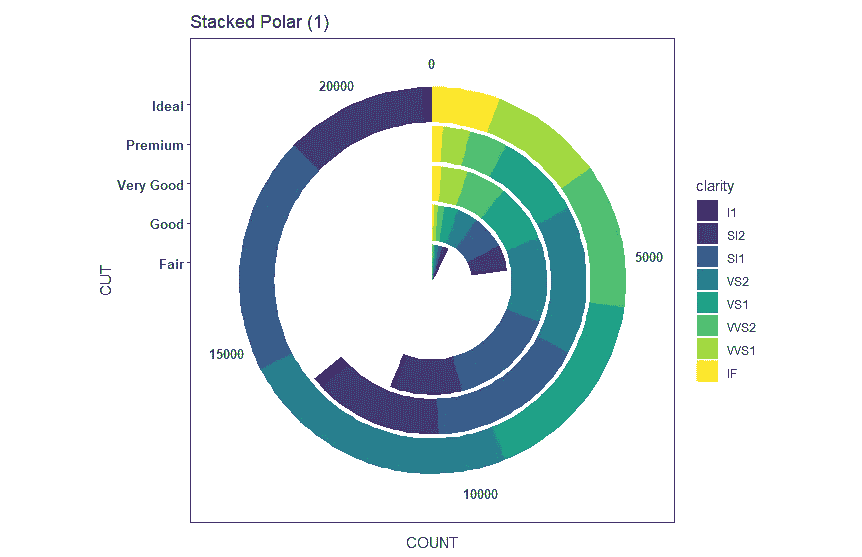 Stacked Polar (1)
0
20000
Ideal
Premium
Very Good
Good
Fair
CUT
5000
15000
10000
COUNT
clarity
I1
SI2
SI1
VS2
VS1
VVS2
VVS1
IF